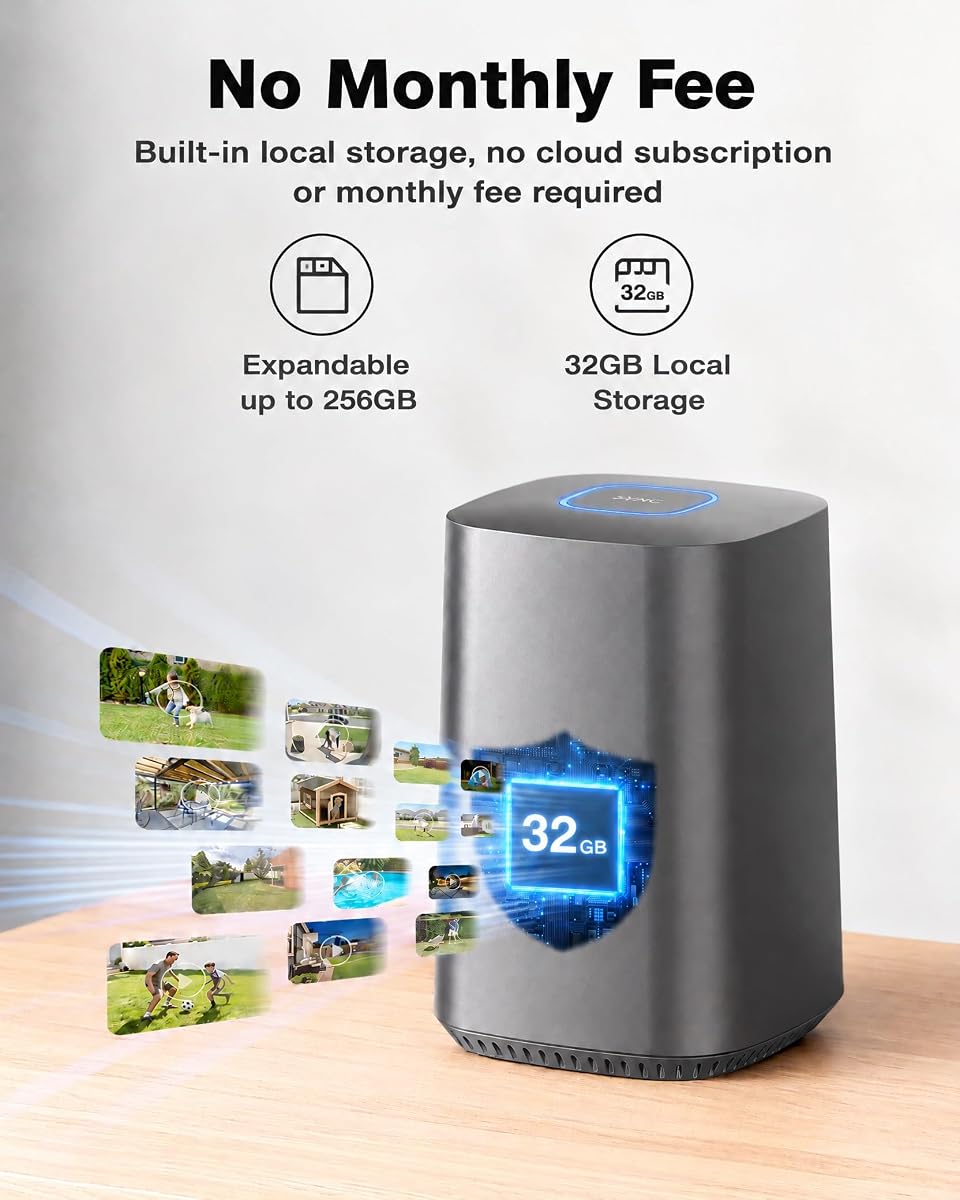 No Monthly Fee
Built-in local storage, no cloud subscription
or monthly fee required
32GB
Expandable
up to 256GB
32GB Local
Storage
SYNC
32GB